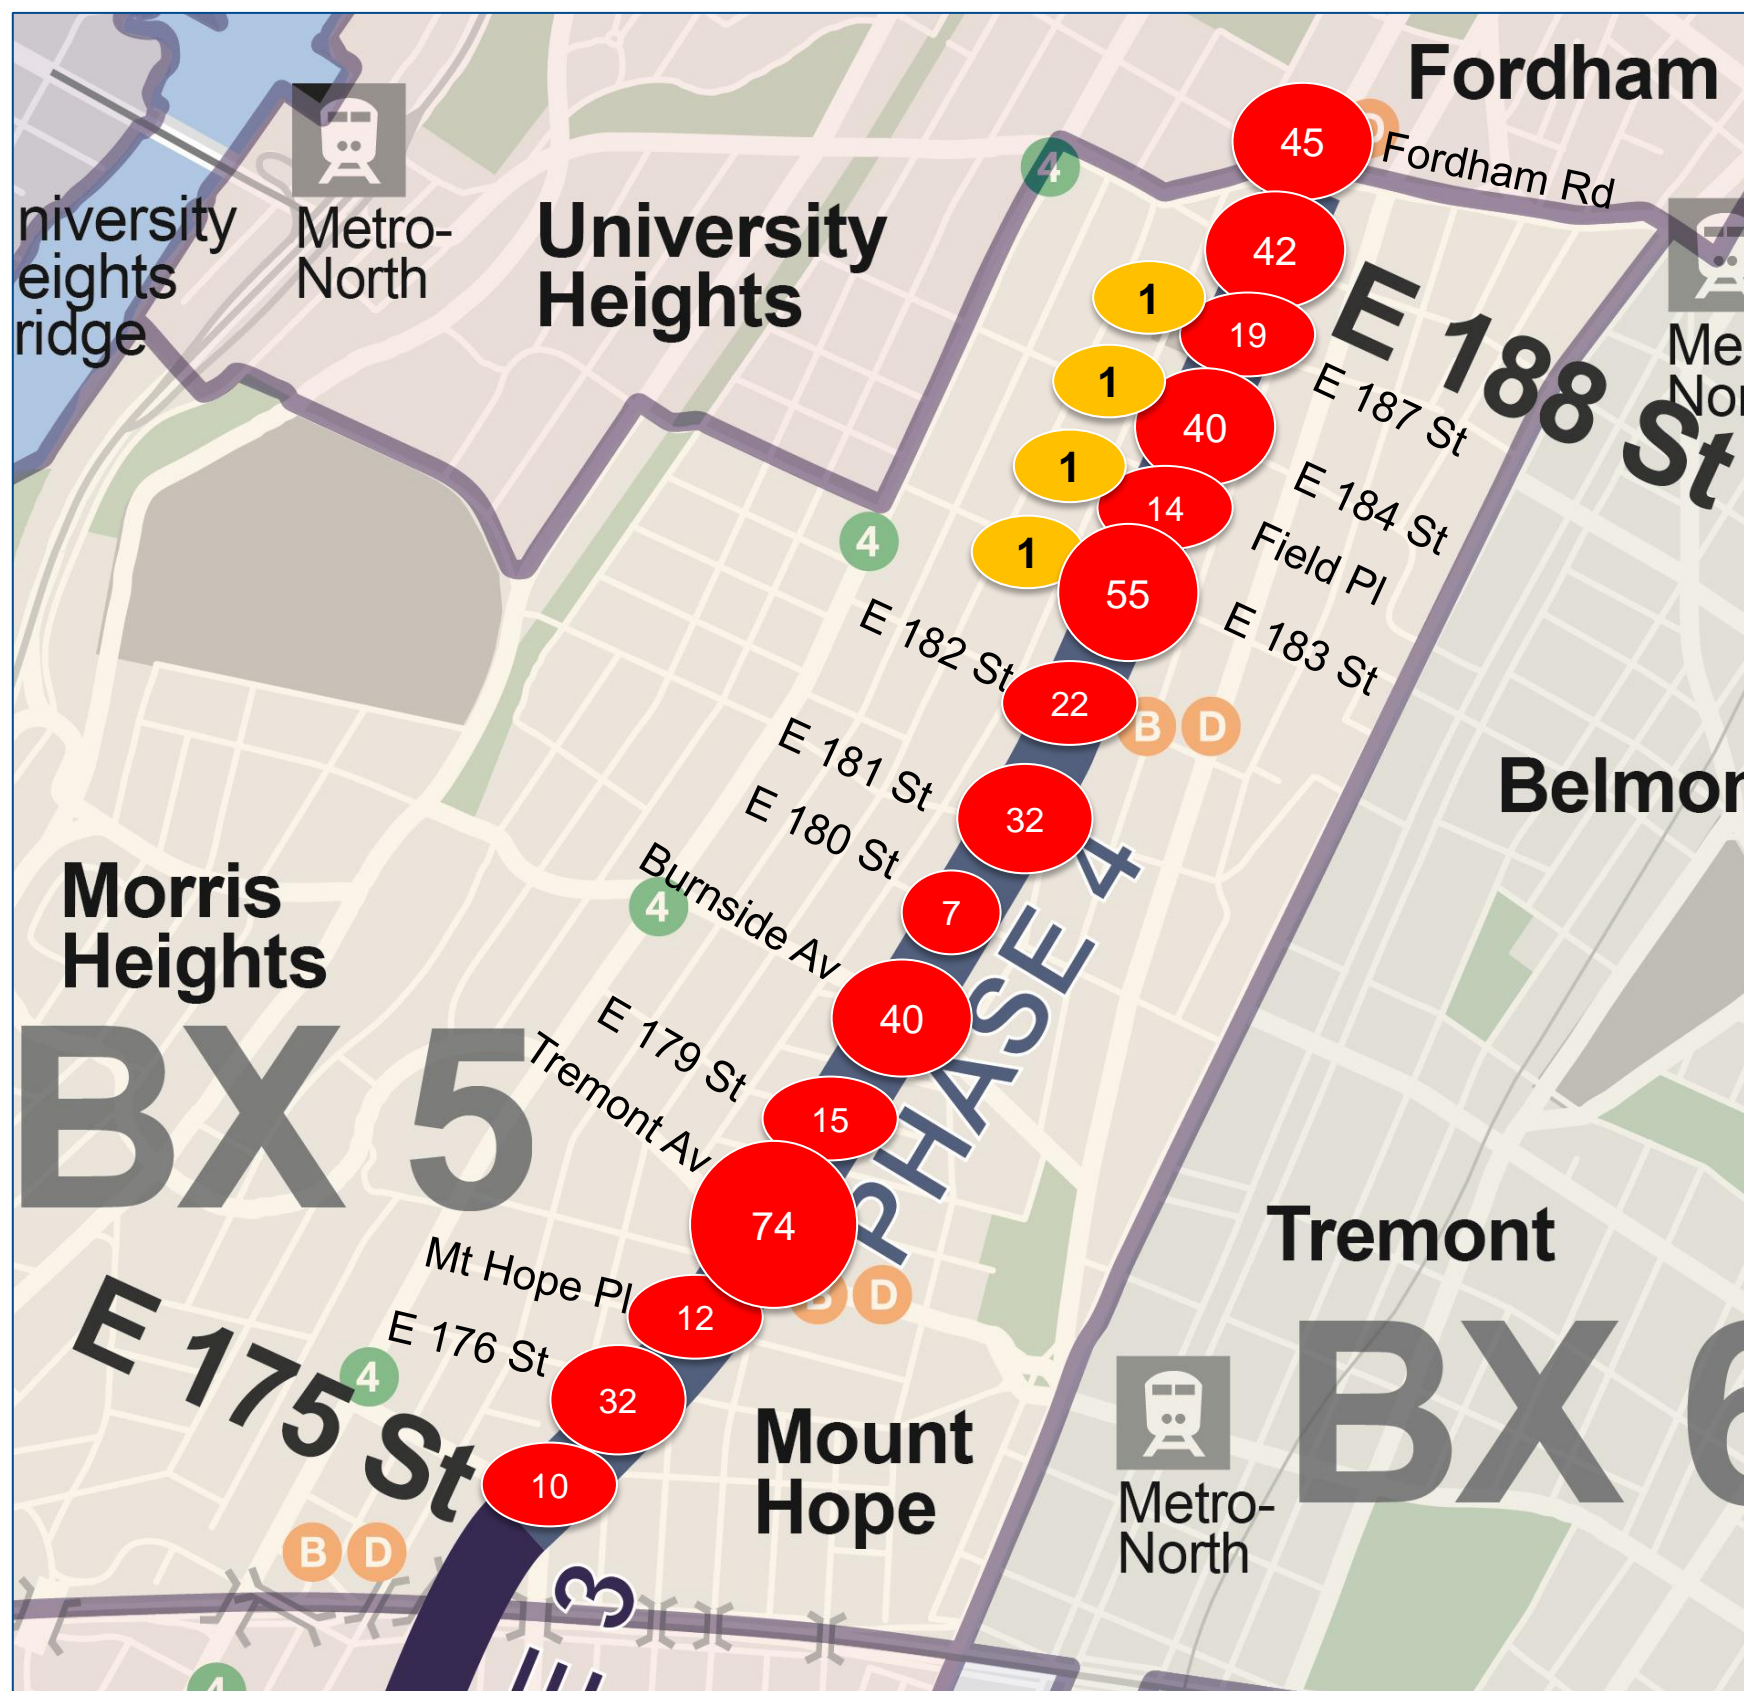 Fordham
45
D
Fordham Rd
4
niversity
eights
ridge
Metro-
North
University
Heights
42
1
19
E 188 St
Me
Nor
1
40
E 187 St
1
14
E 184 St
4
1
55
Field Pl
E 183 St
E 182 St
22
B D
E 181 St
32
Belmon
E 180 St
PHASE 4
7
Burnside Av
4
Morris
Heights
40
E 179 St
BX 5
15
Tremont Av
74
Tremont
Mt Hope Pl
12
B D
E 176 St
32
E 175 St
4
10
BX 6
Mount
Hope
Metro-
North
B D
E 3
4